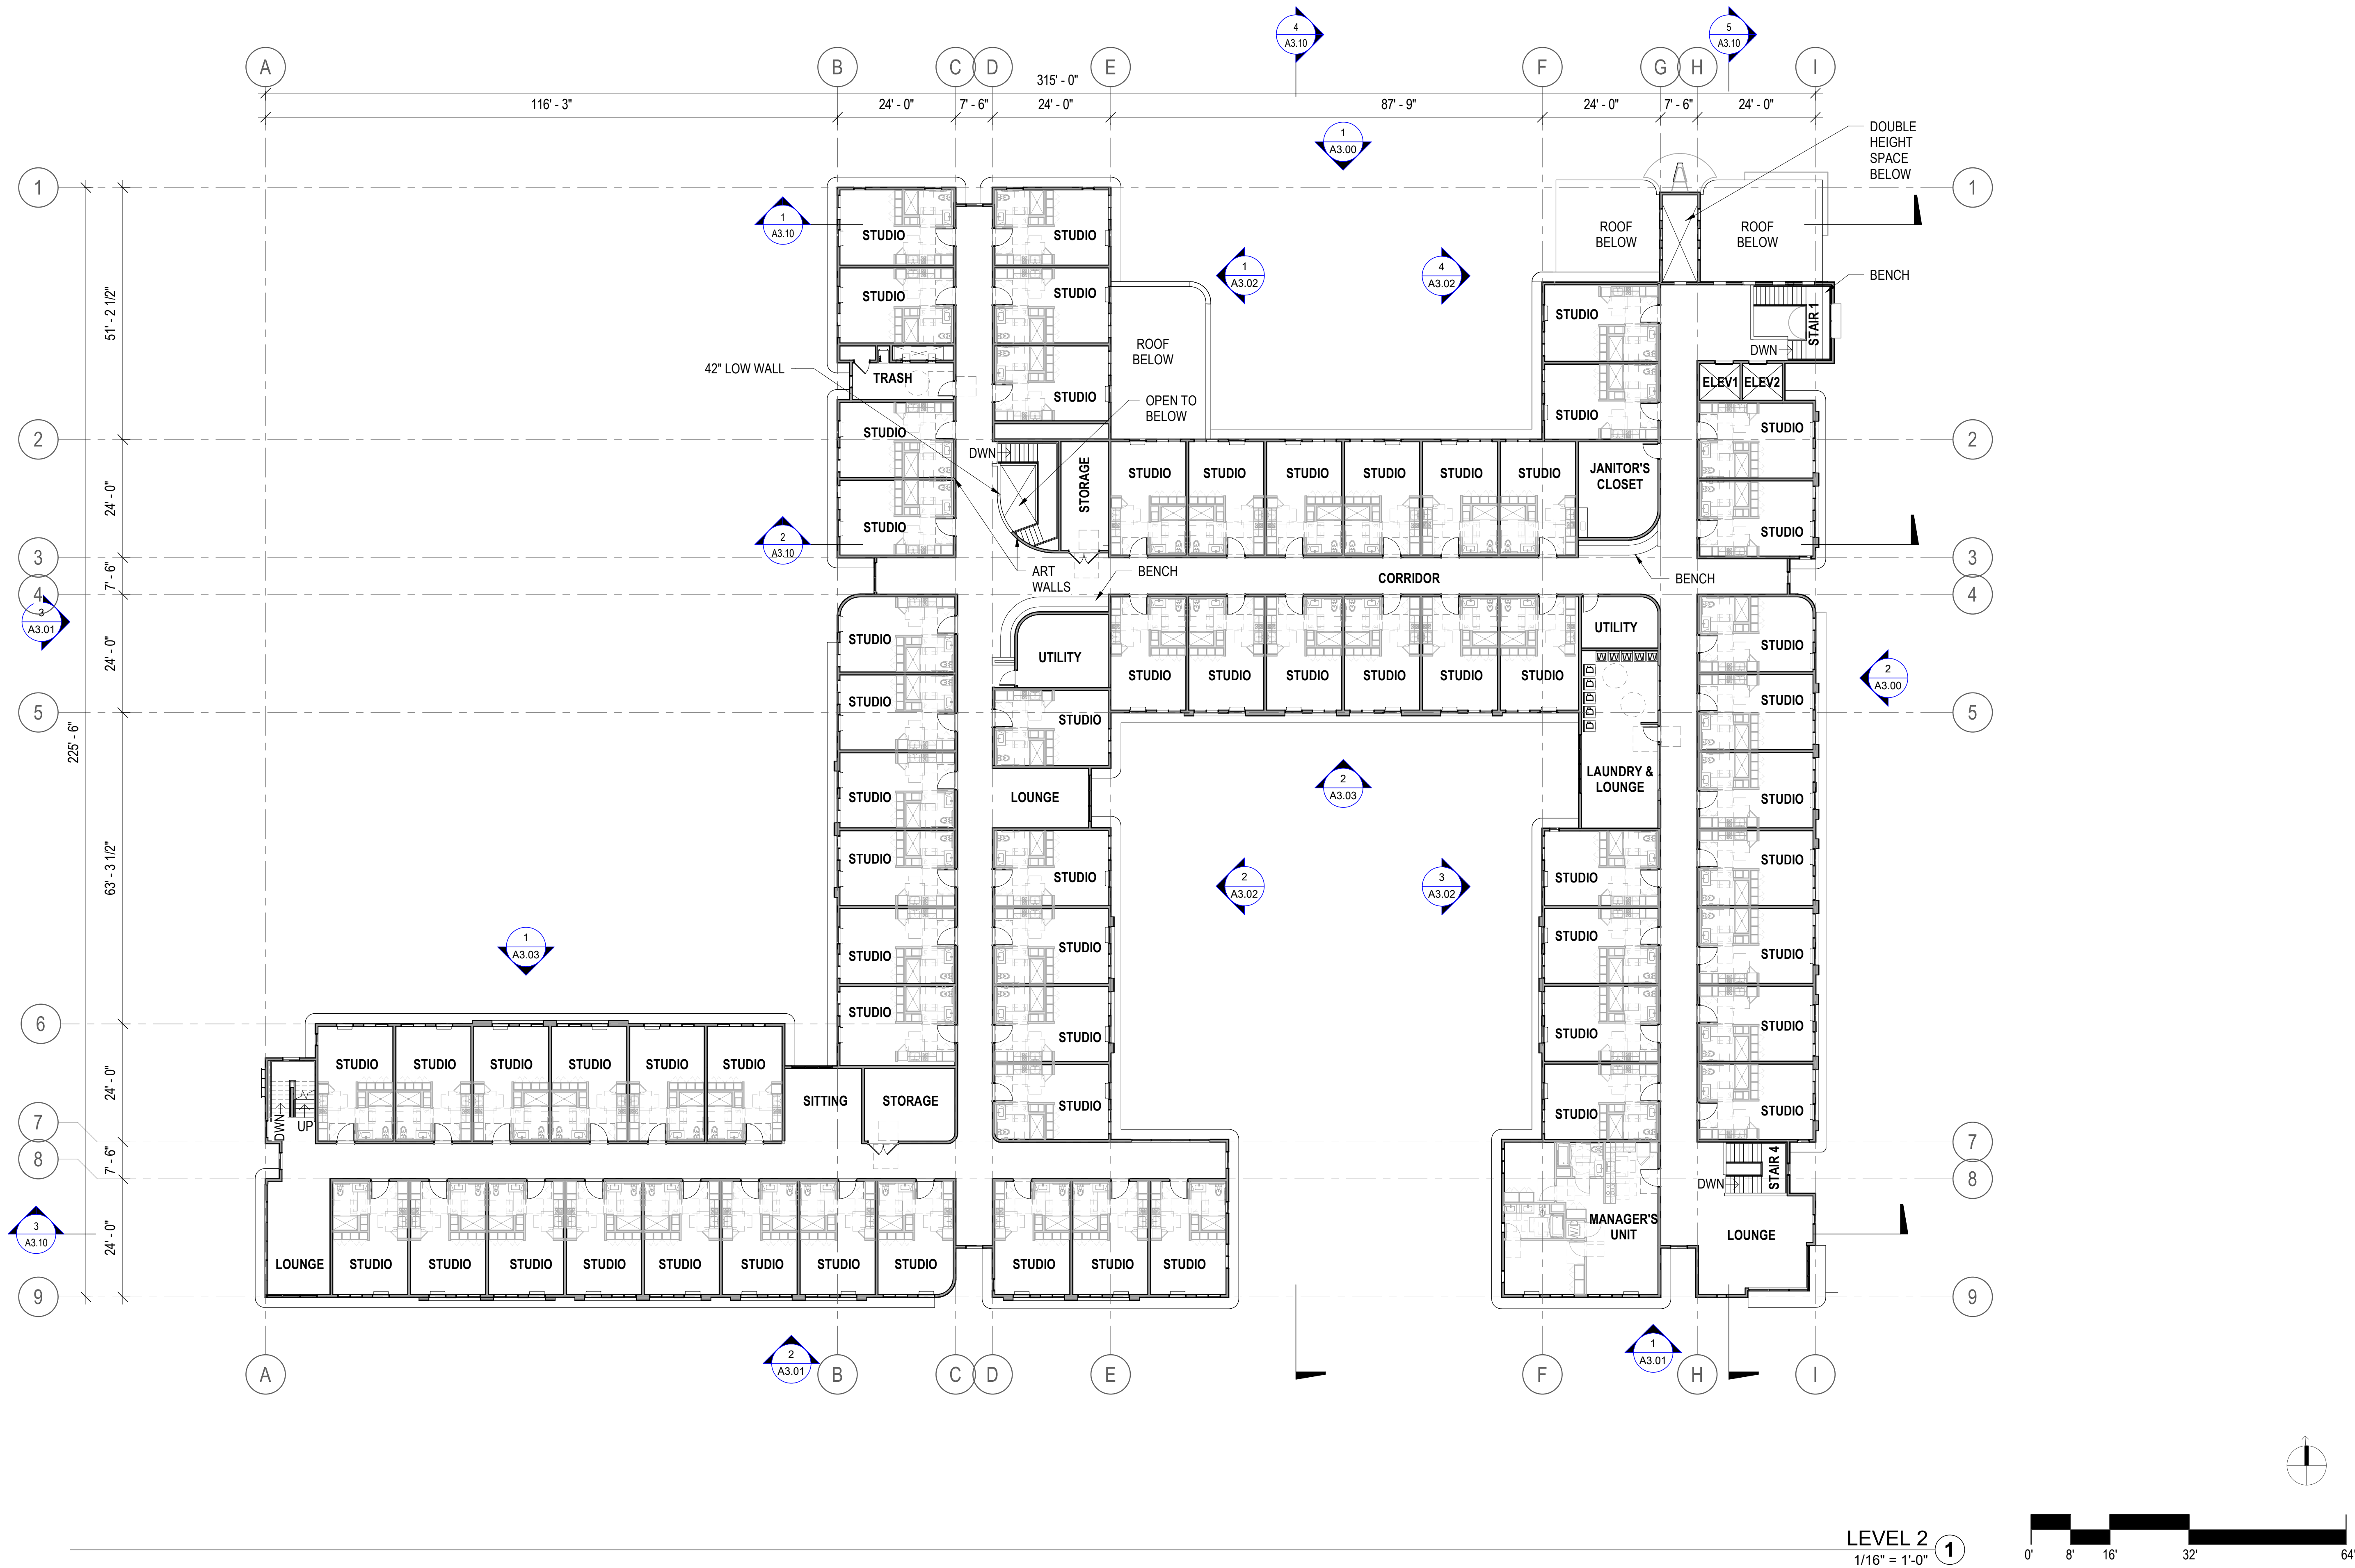 4
A3.10
5
A3.10
A
B
C
D
E
F
G
H
I
315' - 0"
116' - 3"
24' - 0"
7' - 6"
24' - 0"
87' - 9"
24' - 0"
7' - 6"
24' - 0"
1
A3.00
DOUBLE
HEIGHT
SPACE
BELOW
1
1
1
A3.10
STUDIO
STUDIO
ROOF
BELOW
ROOF
BELOW
1
A3.02
4
A3.02
BENCH
STUDIO
STUDIO
51' - 2 1/2"
STUDIO
STAIR 1
ROOF
BELOW
DWN
42" LOW WALL
TRASH
ELEV1
ELEV2
STUDIO
OPEN TO
BELOW
STUDIO
STUDIO
STUDIO
2
2
DWN
STORAGE
STUDIO
STUDIO
STUDIO
STUDIO
STUDIO
STUDIO
JANITOR'S
CLOSET
24' - 0"
STUDIO
STUDIO
2
A3.10
3
3
ART
WALLS
BENCH
CORRIDOR
BENCH
7' - 6"
4
4
3
A3.01
STUDIO
UTILITY
STUDIO
24' - 0"
UTILITY
W W W W W
D
D
D
D
D
STUDIO
STUDIO
STUDIO
STUDIO
STUDIO
STUDIO
2
A3.00
STUDIO
STUDIO
STUDIO
5
5
225' - 6"
LAUNDRY &
LOUNGE
2
A3.03
STUDIO
LOUNGE
STUDIO
63' - 3 1/2"
STUDIO
STUDIO
STUDIO
STUDIO
2
A3.02
3
A3.02
1
A3.03
STUDIO
STUDIO
STUDIO
STUDIO
STUDIO
STUDIO
STUDIO
STUDIO
6
6
STUDIO
STUDIO
STUDIO
STUDIO
STUDIO
STUDIO
24' - 0"
SITTING
STORAGE
STUDIO
STUDIO
STUDIO
DWN
UP
7
7
7' - 6"
8
8
STAIR 4
DWN
3
A3.10
24' - 0"
MANAGER'S
UNIT
LOUNGE
LOUNGE
STUDIO
STUDIO
STUDIO
STUDIO
STUDIO
STUDIO
STUDIO
STUDIO
STUDIO
STUDIO
STUDIO
9
9
2
A3.01
1
A3.01
A
B
C
D
E
F
H
I
LEVEL 2
1
1/16" = 1'-0"
0'
8'
16'
32'
64'